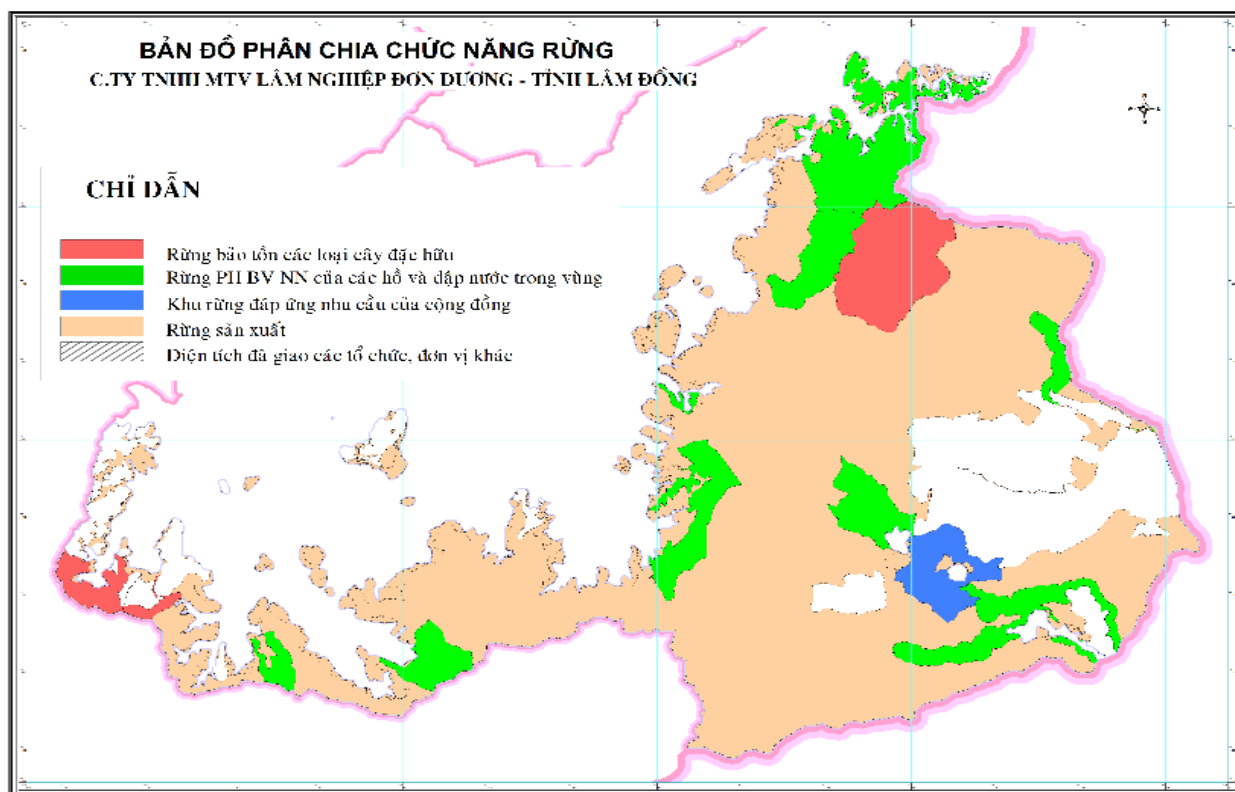 BẢN ĐỒ PHÂN CHIA CHỨC NĂNG RỪNG
C.TY TNHH MTV LÂM NGHIỆP ĐƠN DƯƠNG - TỈNH LÂM ĐỒNG
CHỈ DẪN
Rừng bảo tồn các loại cây đặc hữu
Rừng PH BV NN của các hồ và đập nước trong vùng
Khu rừng đáp ứng nhu cầu của cộng đồng
Rừng sản xuất
Diện tích đã giao các tổ chức, đơn vị khác